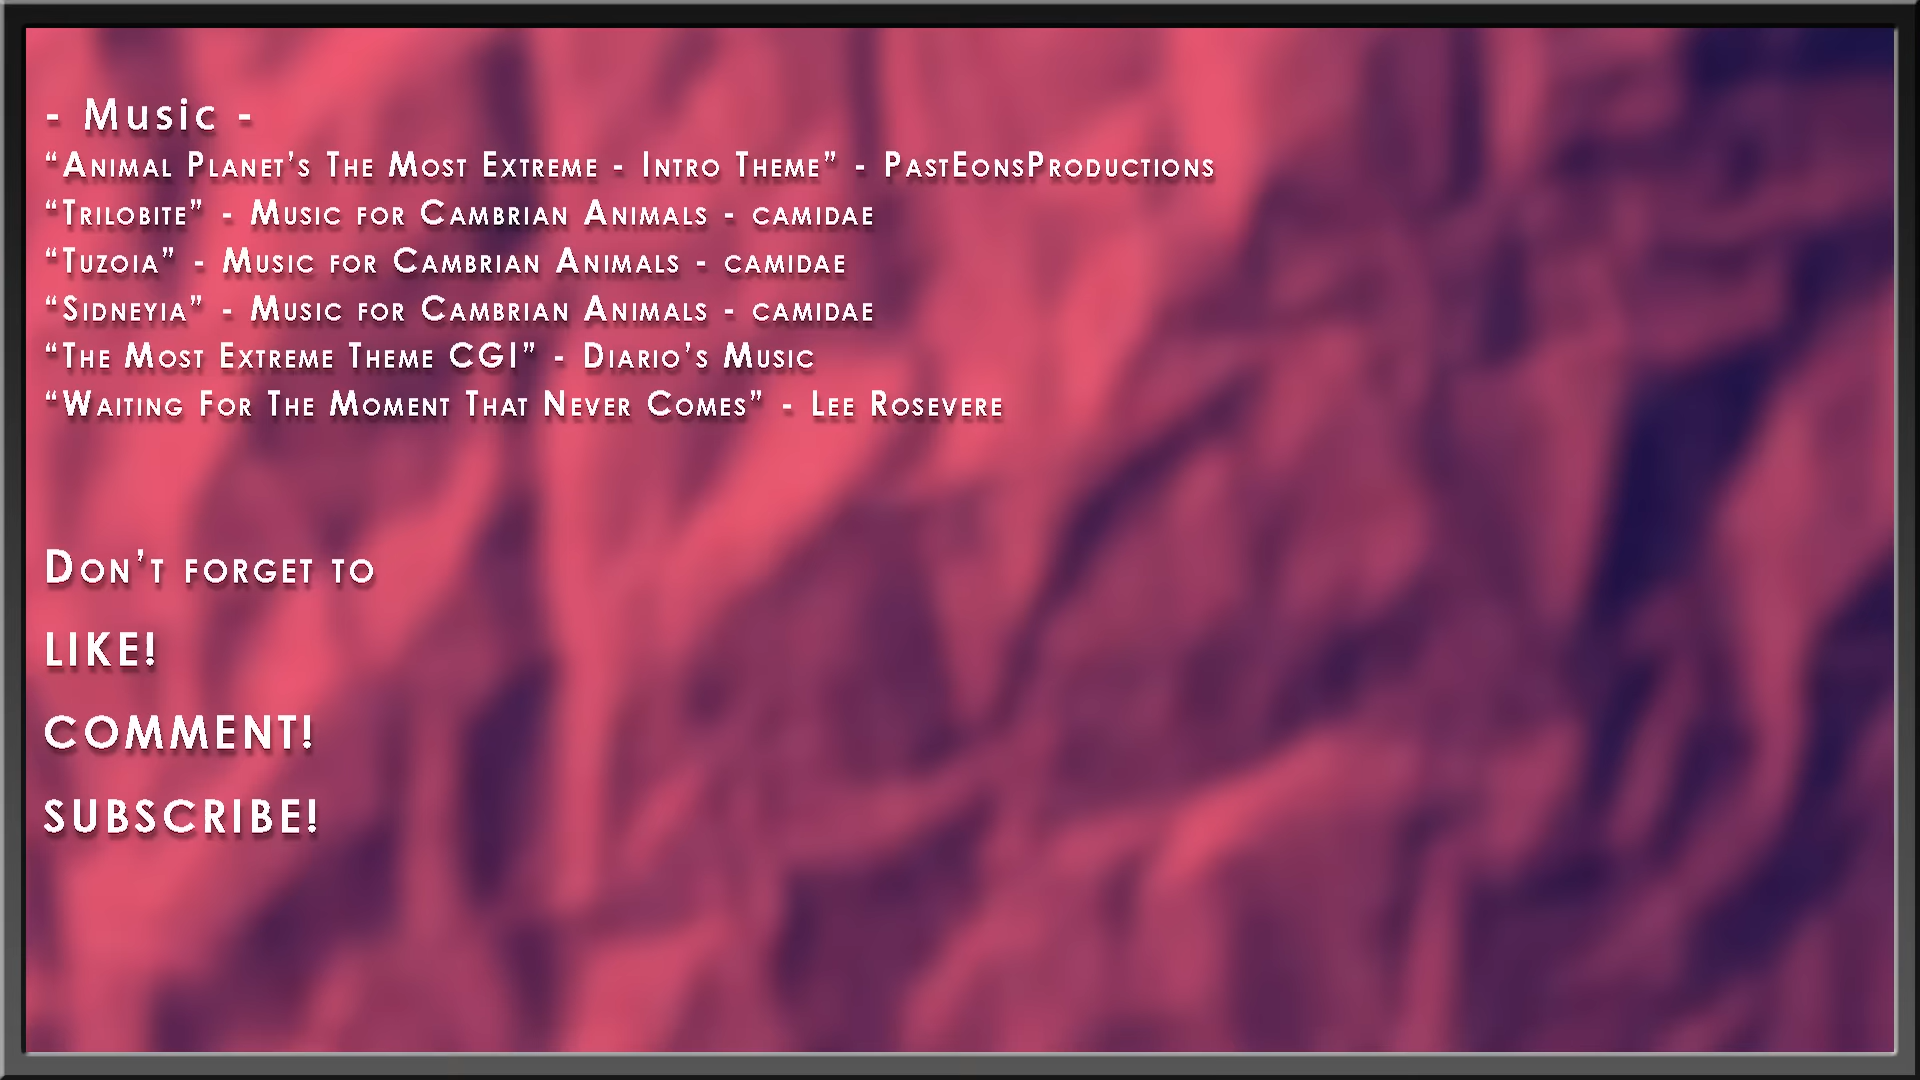 - Music -
“Animal Planet’s The Most Extreme - Intro Theme” - PastEonsProductions
“Trilobite” - Music for Cambrian Animals - camidae
“Tuzoia” - Music for Cambrian Animals - camidae
“Sidneyia” - Music for Cambrian Animals - camidae
“The Most Extreme Theme CGI” - Diario’s Music
“Waiting For The Moment That Never Comes” - Lee Rosevere
Don’t forget to
LIKE!
COMMENT!
SUBSCRIBE!